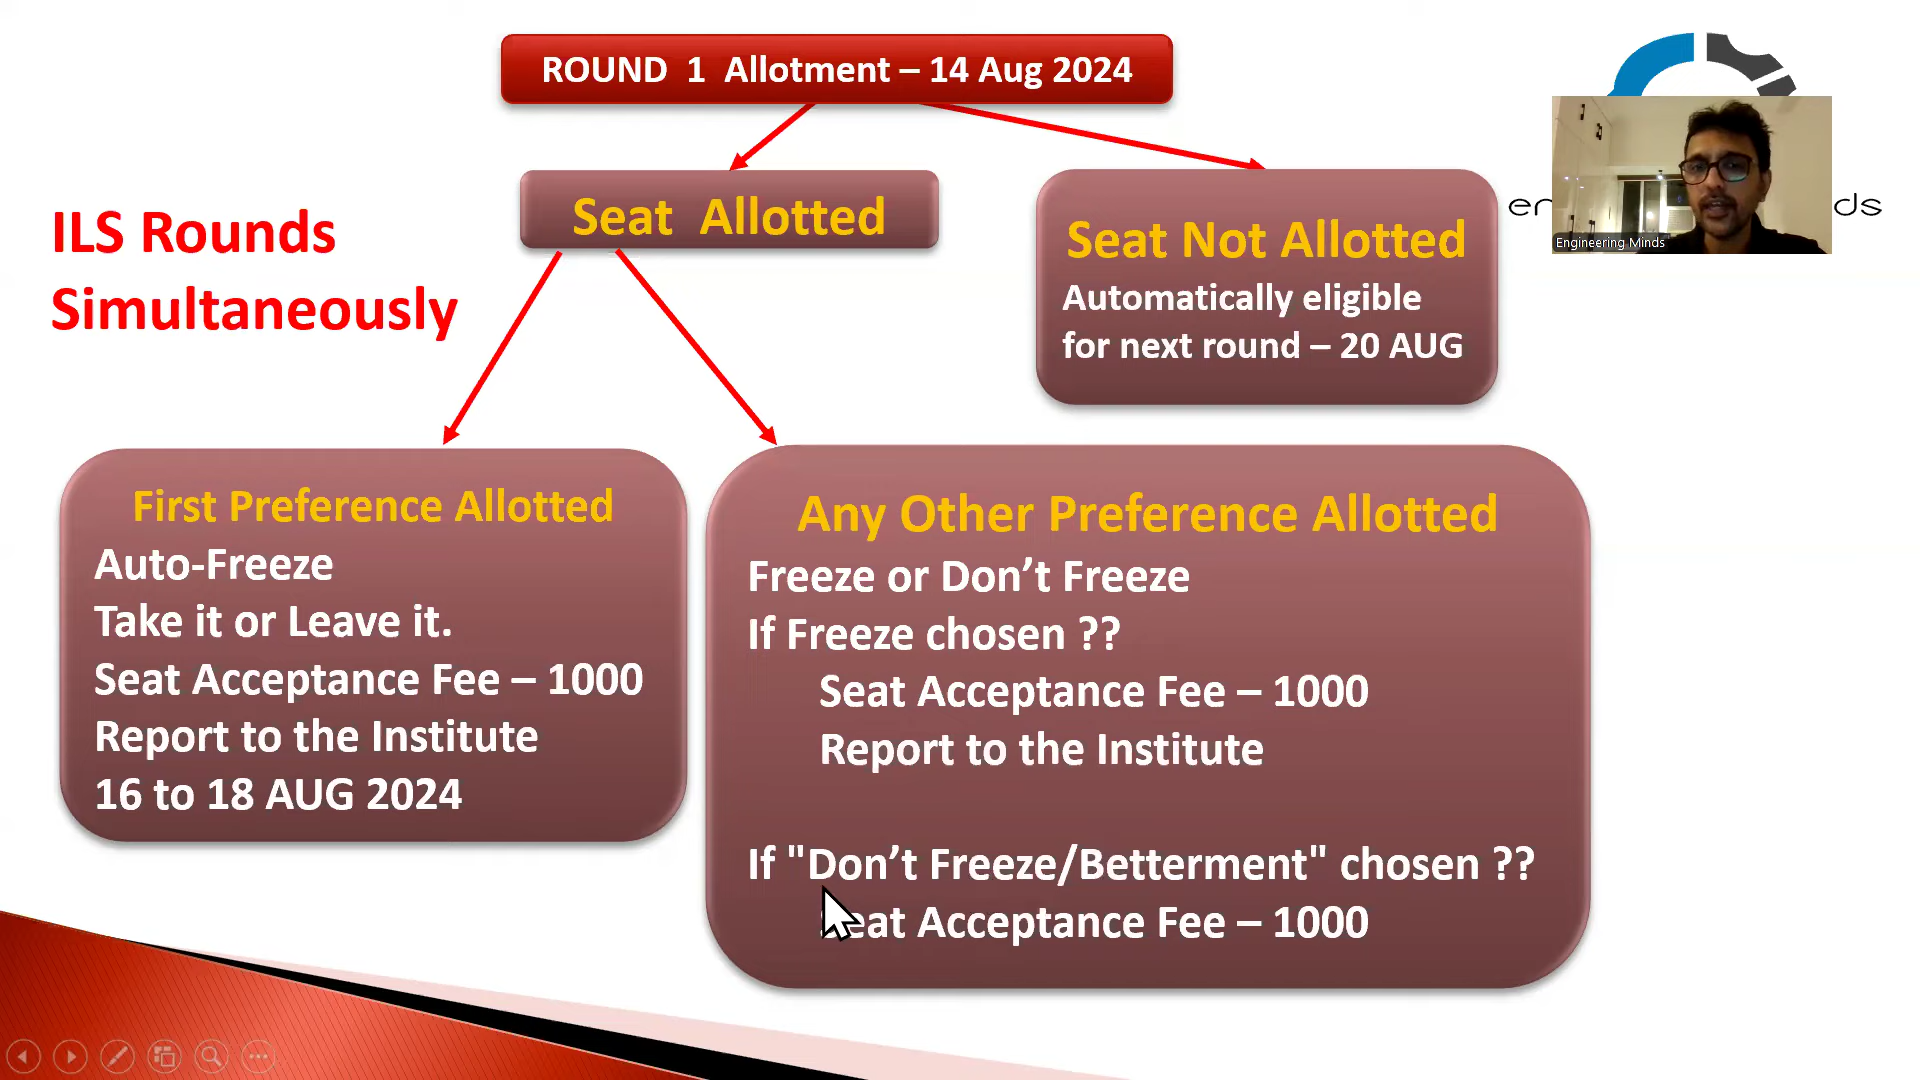 ROUND 1 Allotment – 14 Aug 2024
ILS Rounds
Simultaneously
Seat Allotted
Seat Not Allotted
Automatically eligible
for next round – 20 AUG
Engineering Minds
First Preference Allotted
Auto-Freeze
Take it or Leave it.
Seat Acceptance Fee – 1000
Report to the Institute
16 to 18 AUG 2024
Any Other Preference Allotted
Freeze or Don’t Freeze
If Freeze chosen ??
Seat Acceptance Fee – 1000
Report to the Institute
If "Don’t Freeze/Betterment" chosen ??
Seat Acceptance Fee – 1000